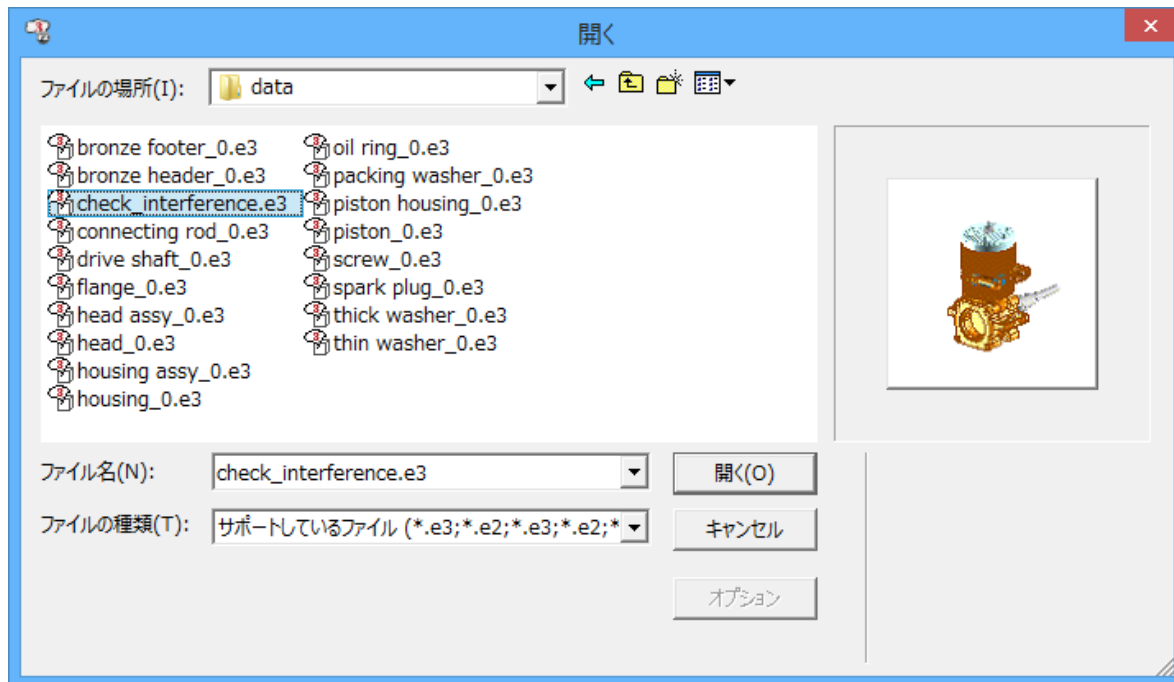 開く
ファイルの場所(I):
data
bronze footer_0.e3
bronze header_0.e3
check_interference.e3
connecting rod_0.e3
drive shaft_0.e3
flange_0.e3
head assy_0.e3
head_0.e3
housing assy_0.e3
housing_0.e3
oil ring_0.e3
packing washer_0.e3
piston housing_0.e3
piston_0.e3
screw_0.e3
spark plug_0.e3
thick washer_0.e3
thin washer_0.e3
ファイル名(N):
check_interference.e3
開く(O)
ファイルの種類(T):
サポートしているファイル (*.e3;*.e2;*.e3;*.e2;*
キャンセル
オプション